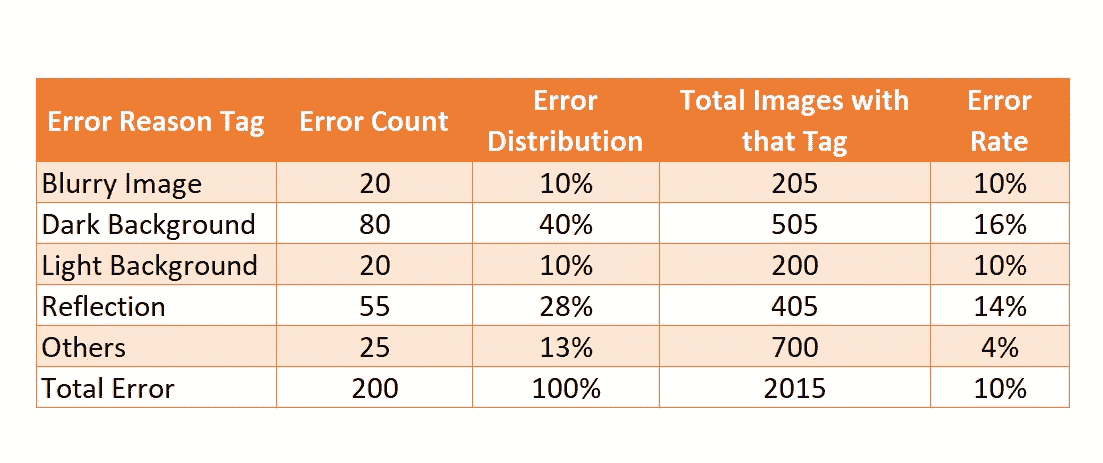 Error Reason Tag Error Count Error Distribution Total Images with that Tag Error Rate
Blurry Image 20 10% 205 10%
Dark Background 80 40% 505 16%
Light Background 20 10% 200 10%
Reflection 55 28% 405 14%
Others 25 13% 700 4%
Total Error 200 100% 2015 10%